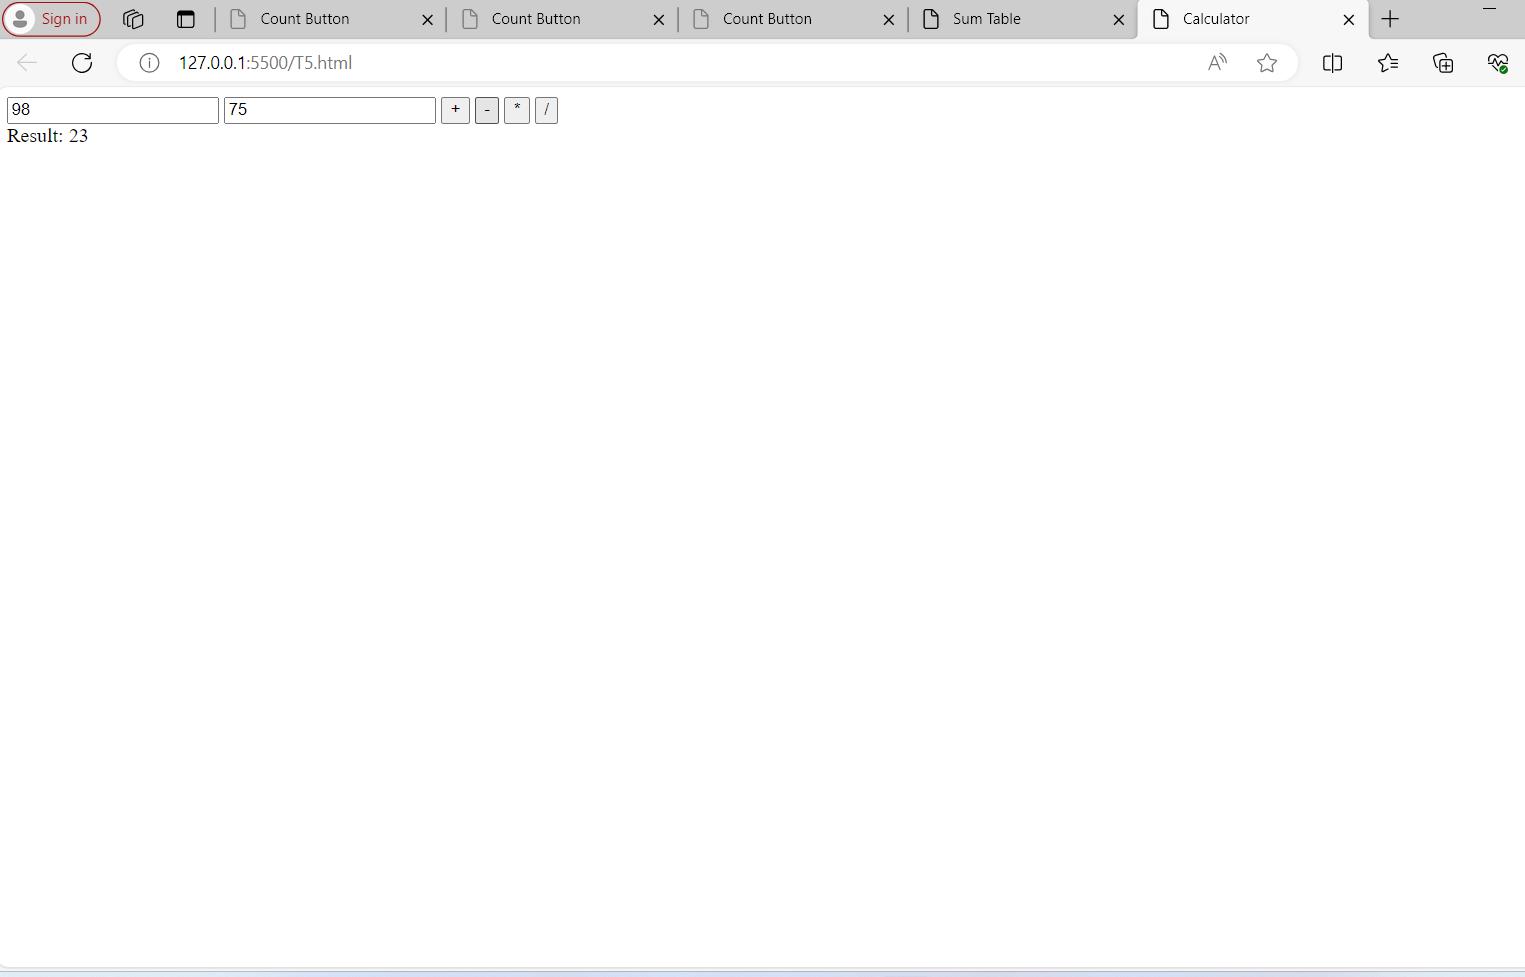 Sign in Count Button Count Button Count Button Sum Table Calculator
127.0.0.1:5500/T5.html A
98 75 + - * /
Result: 23